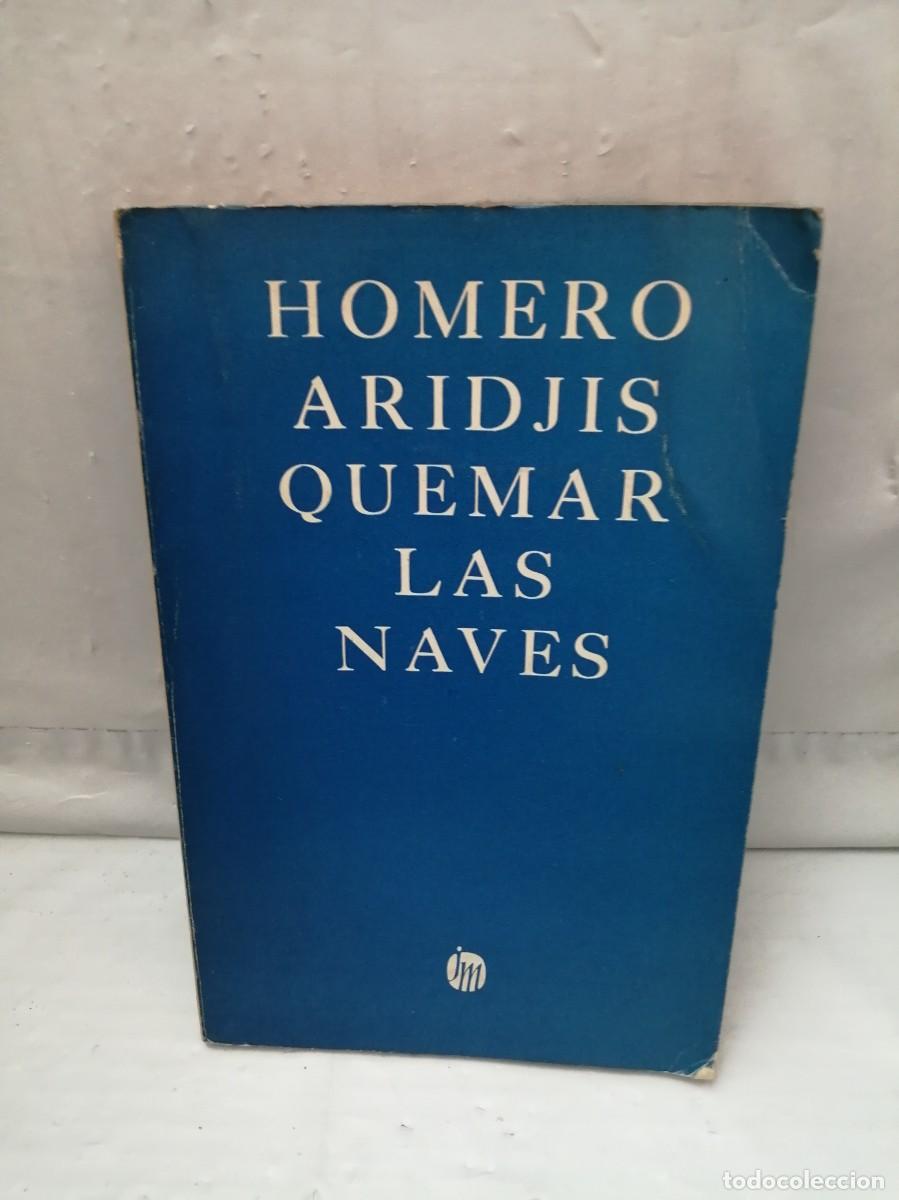 HOMERO
ARIDJIS
QUEMAR
LAS
NAVES
jm
todocoleccion